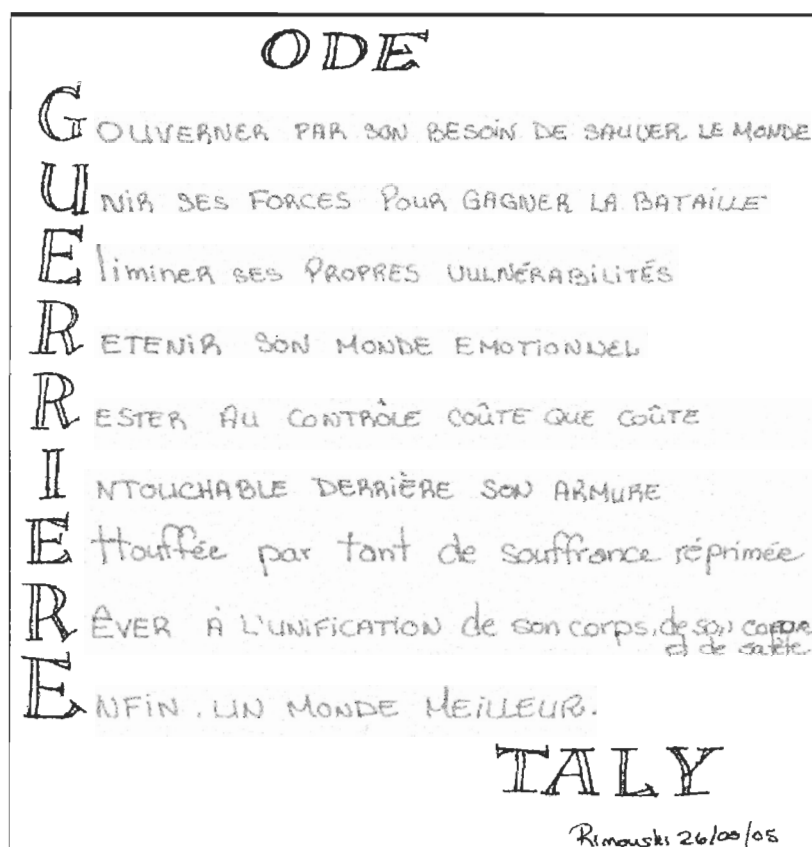 ODE
GOUVERNER PAR SON BESOIN DE SAUVER LE MONDE
UNIR SES FORCES POUR GAGNER LA BATAILLE
Eliminer SES PROPRES VULNÉRABILITÉS
RETENIR SON MONDE EMOTIONNEL
RESTER AU CONTRÔLE COÛTE QUE COÛTE
INTOUCHABLE DERRIÈRE SON ARMURE
Ettouffée par tant de souffrance réprimée
RÊVER À L'UNIFICATION de son corps, de son coeur
et de sa tête
ENFIN, UN MONDE MEILLEUR.
TALY
Rimouski 26/05